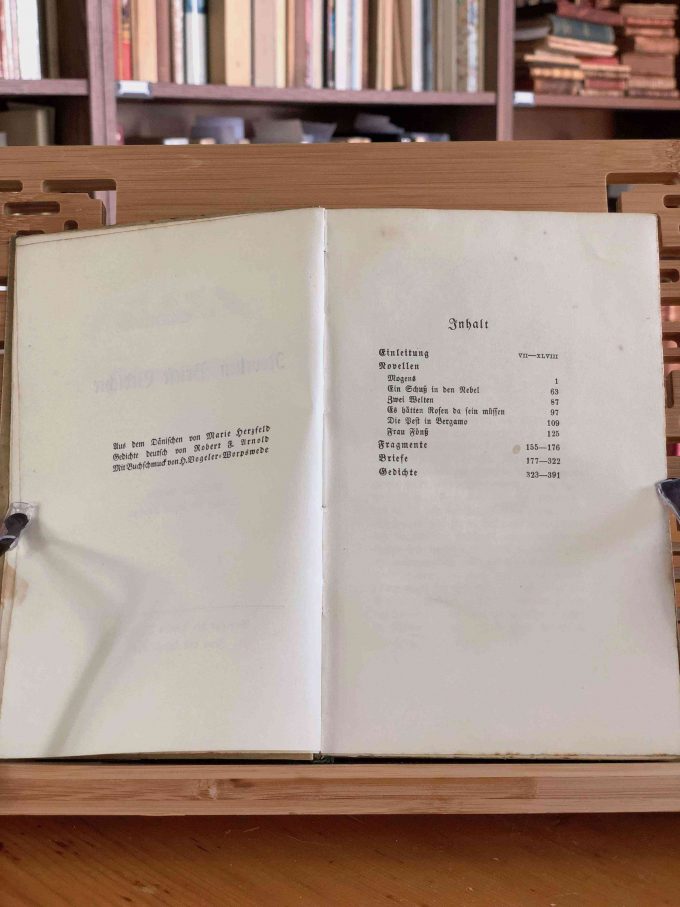 Aus dem Dänischen von Marie Herzfeld
Gedichte deutsch von Robert F. Arnold
Mit Buchschmuck von H. Vogeler-Worpswede
Inhalt
Einleitung VII—XLVIII
Novellen
Mogens 1
Ein Schuß in den Nebel 63
Zwei Welten 87
Es hätten Rosen da sein müssen 97
Die Pest in Bergamo 109
Frau Fönß 125
Fragmente 155—176
Briefe 177—322
Gedichte 323—391